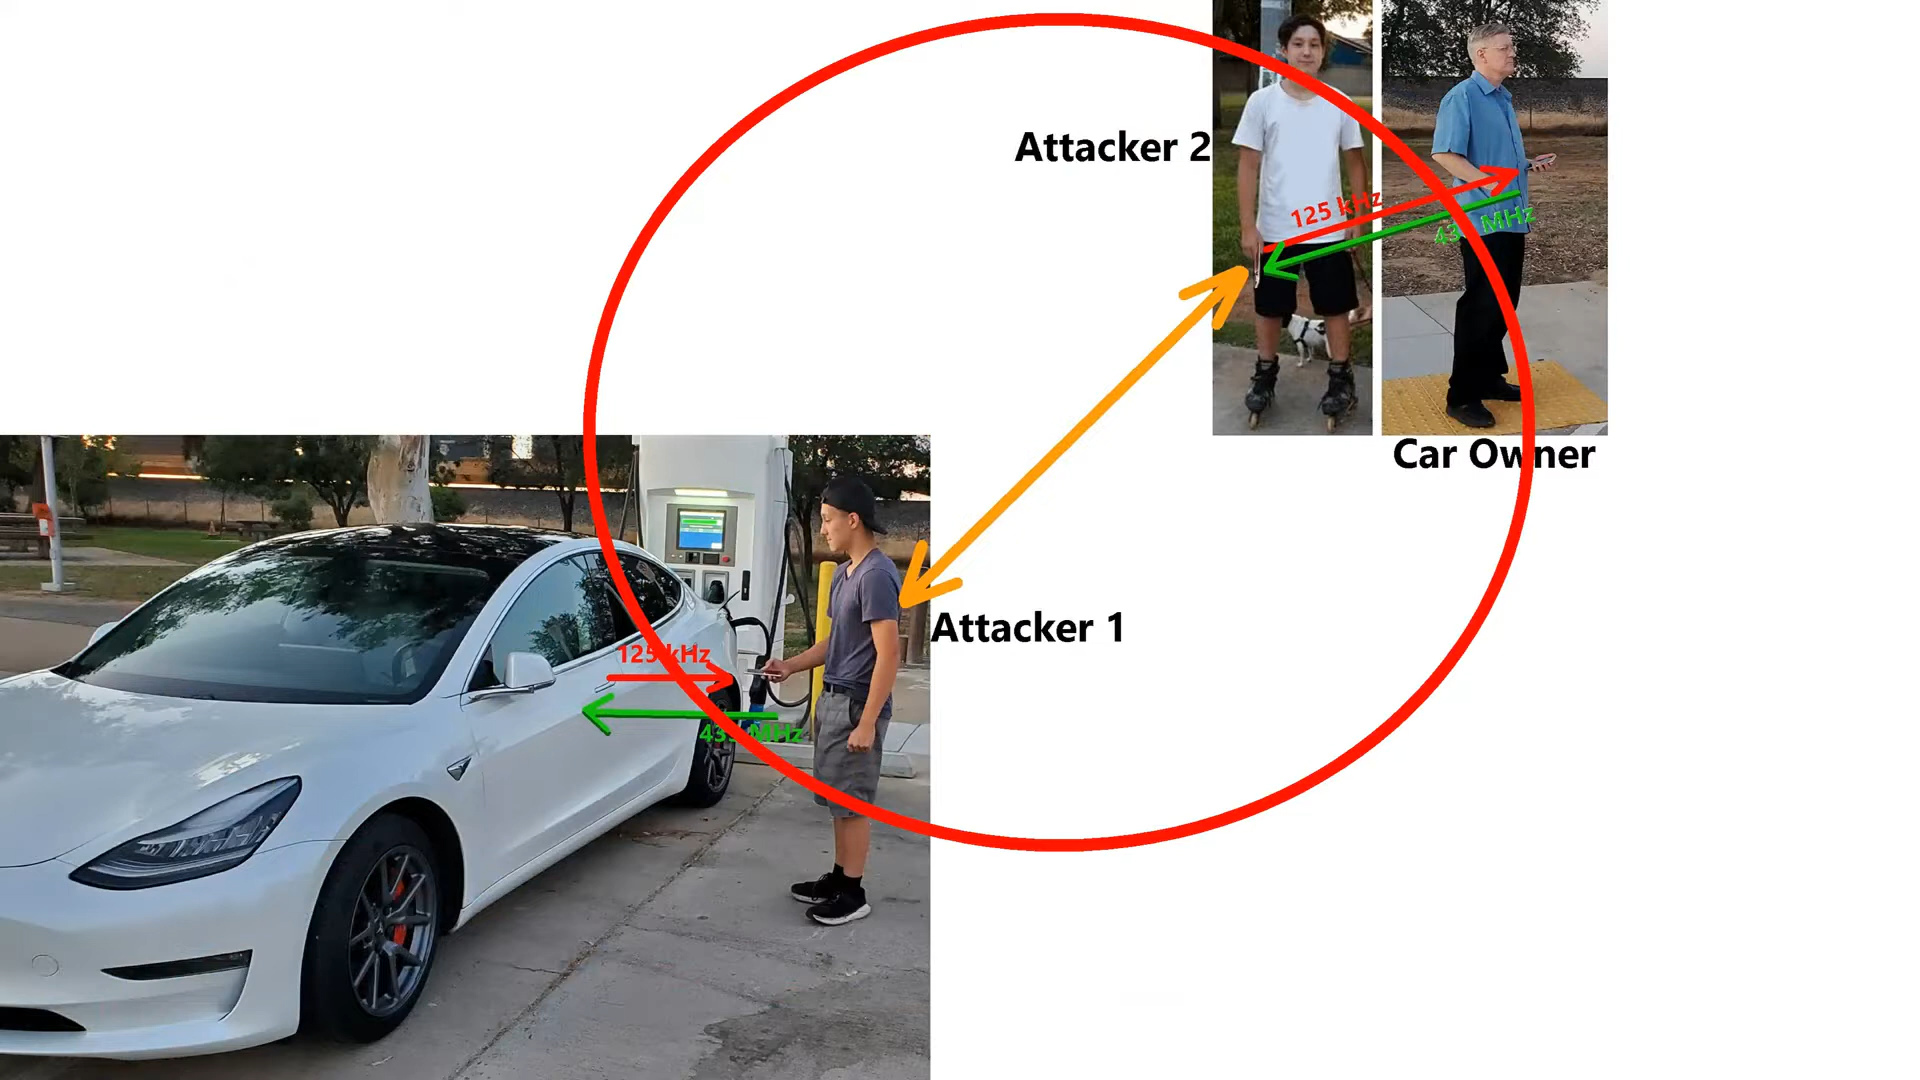 Attacker 2
125 kHz
MHz
Car Owner
Attacker 1
125 kHz
MHz